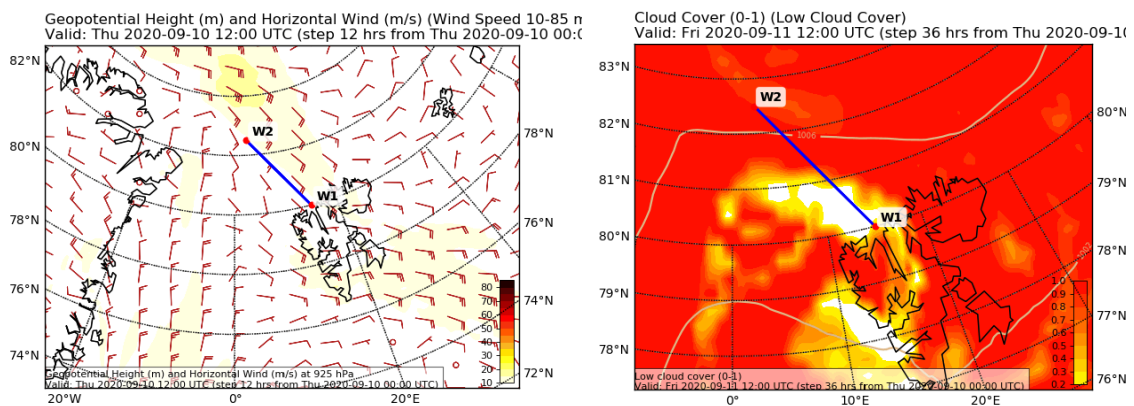 Geopotential Height (m) and Horizontal Wind (m/s) (Wind Speed 10-85 m
Valid: Thu 2020-09-10 12:00 UTC (step 12 hrs from Thu 2020-09-10 00:0
82°N
80°N
78°N
76°N
74°N
78°N
76°N
74°N
72°N
20°W
0°
20°E
W2
W1
80
70
60
50
40
30
20
10
Geopotential Height (m) and Horizontal Wind (m/s) at 925 hPa
Valid: Thu 2020-09-10 12:00 UTC (step 12 hrs from Thu 2020-09-10 00:00 UTC)
Cloud Cover (0-1) (Low Cloud Cover)
Valid: Fri 2020-09-11 12:00 UTC (step 36 hrs from Thu 2020-09-10
83°N
82°N
81°N
80°N
79°N
78°N
80°N
79°N
78°N
77°N
76°N
0°
10°E
20°E
W2
1006
W1
1002
1.0
0.9
0.8
0.7
0.6
0.5
0.4
0.3
0.2
Low cloud cover (0-1)
Valid: Fri 2020-09-11 12:00 UTC (step 36 hrs from Thu 2020-09-10 00:00 UTC)